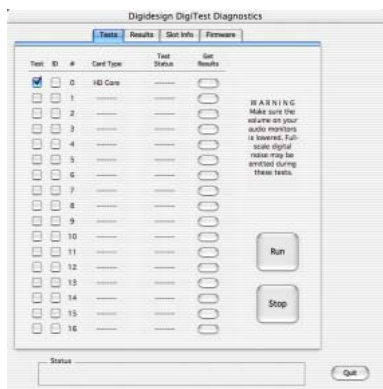 Digidesign DigiTest Diagnostics
Tests Results Slot Info Firmware
Test ID # Card Type Test Status Get Results
0 HD Core -------
1 ------- -------
2 ------- -------
3 ------- -------
4 ------- -------
5 ------- -------
6 ------- -------
7 ------- -------
8 ------- -------
9 ------- -------
10 ------- -------
11 ------- -------
12 ------- -------
13 ------- -------
14 ------- -------
15 ------- -------
16 ------- -------
WARNING
Make sure the
volume on your
audio monitors
is lowered. Full-
scale digital
noise may be
emitted during
these tests.
Run
Stop
Status
Quit